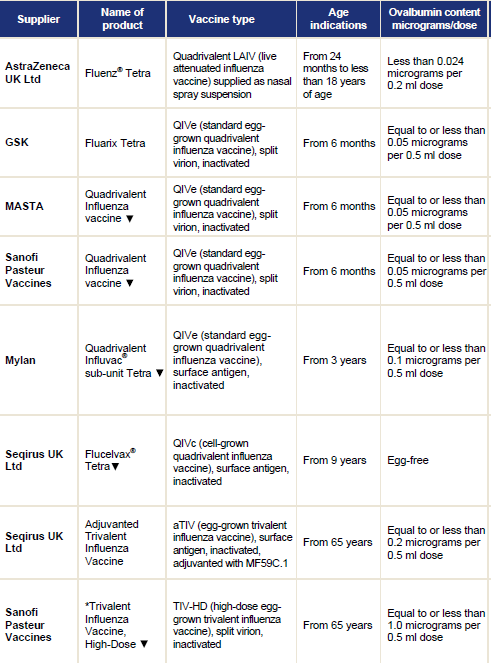 Supplier
Name of
product
Vaccine type
Age
indications
Ovalbumin content
micrograms/dose
AstraZeneca
UK Ltd
Fluenz® Tetra
Quadrivalent LAIV (live
attenuated influenza
vaccine) supplied as nasal
spray suspension
From 24
months to less
than 18 years
of age
Less than 0.024
micrograms per
0.2 ml dose
GSK
Fluarix Tetra
QIVe (standard egg-
grown quadrivalent
influenza vaccine), split
virion, inactivated
From 6 months
Equal to or less than
0.05 micrograms
per 0.5 ml dose
MASTA
Quadrivalent
Influenza
vaccine ▼
QIVe (standard egg-
grown quadrivalent
influenza vaccine), split
virion, inactivated
From 6 months
Equal to or less than
0.05 micrograms
per 0.5 ml dose
Sanofi
Pasteur
Vaccines
Quadrivalent
Influenza
vaccine ▼
QIVe (standard egg-
grown quadrivalent
influenza vaccine), split
virion, inactivated
From 6 months
Equal to or less than
0.05 micrograms per
0.5 ml dose
Mylan
Quadrivalent
Influvac®
sub-unit Tetra ▼
QIVe (standard egg-
grown quadrivalent
influenza vaccine),
surface antigen,
inactivated
From 3 years
Equal to or less than
0.1 micrograms per
0.5 ml dose
Seqirus UK
Ltd
Flucelvax®
Tetra▼
QIVc (cell-grown
quadrivalent influenza
vaccine), surface antigen,
inactivated
From 9 years
Egg-free
Seqirus UK
Ltd
Adjuvanted
Trivalent
Influenza
Vaccine
aTIV (egg-grown trivalent
influenza vaccine), surface
antigen, inactivated,
adjuvanted with MF59C.1
From 65 years
Equal to or less than
0.2 micrograms per
0.5 ml dose
Sanofi
Pasteur
Vaccines
*Trivalent
Influenza
Vaccine,
High-Dose ▼
TIV-HD (high-dose egg-
grown trivalent influenza
vaccine), split virion,
inactivated
From 65 years
Equal to or less than
1.0 micrograms per
0.5 ml dose